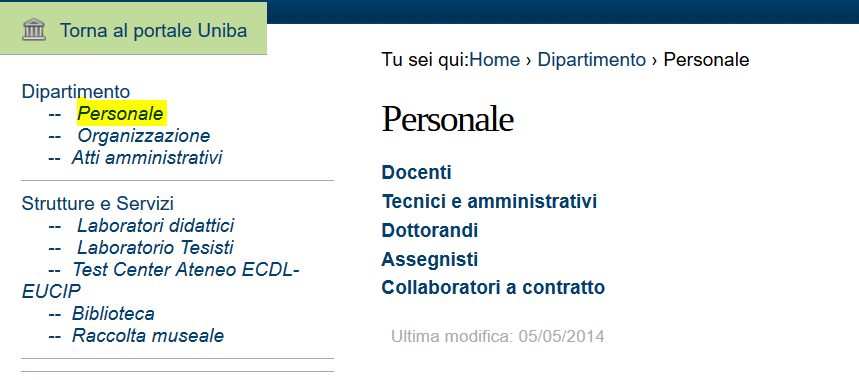 Torna al portale Uniba
Dipartimento
-- Personale
-- Organizzazione
-- Atti amministrativi
Strutture e Servizi
-- Laboratori didattici
-- Laboratorio Tesisti
-- Test Center Ateneo ECDL-
EUCIP
-- Biblioteca
-- Raccolta museale
Tu sei qui:Home › Dipartimento › Personale
Personale
Docenti
Tecnici e amministrativi
Dottorandi
Assegnisti
Collaboratori a contratto
Ultima modifica: 05/05/2014